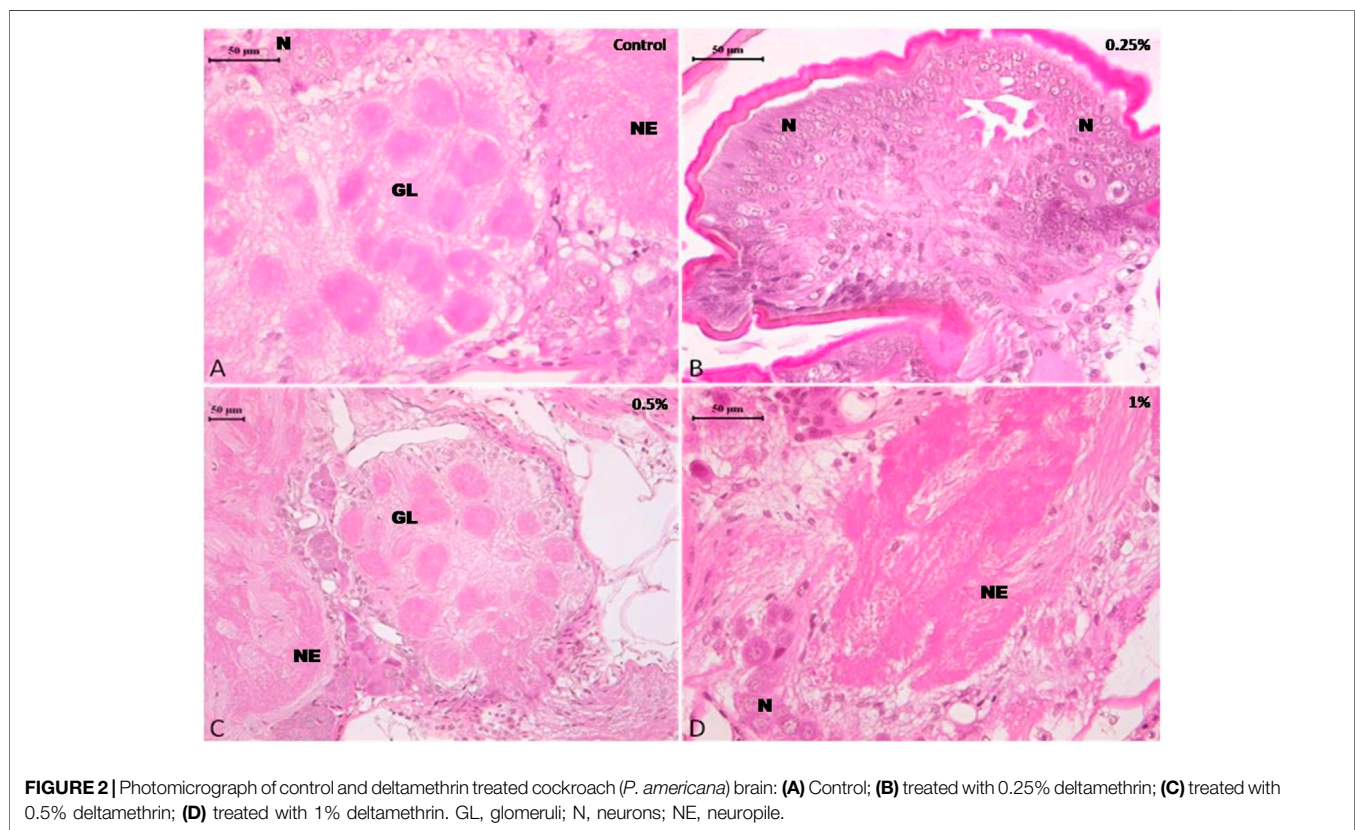 50 µm
N
Control
NE
GL
A
50 µm
0.25%
N
N
B
50 µm
0.5%
GL
NE
C
50 µm
1%
NE
N
D
FIGURE 2 | Photomicrograph of control and deltamethrin treated cockroach (P. americana) brain: (A) Control; (B) treated with 0.25% deltamethrin; (C) treated with
0.5% deltamethrin; (D) treated with 1% deltamethrin. GL, glomeruli; N, neurons; NE, neuropile.